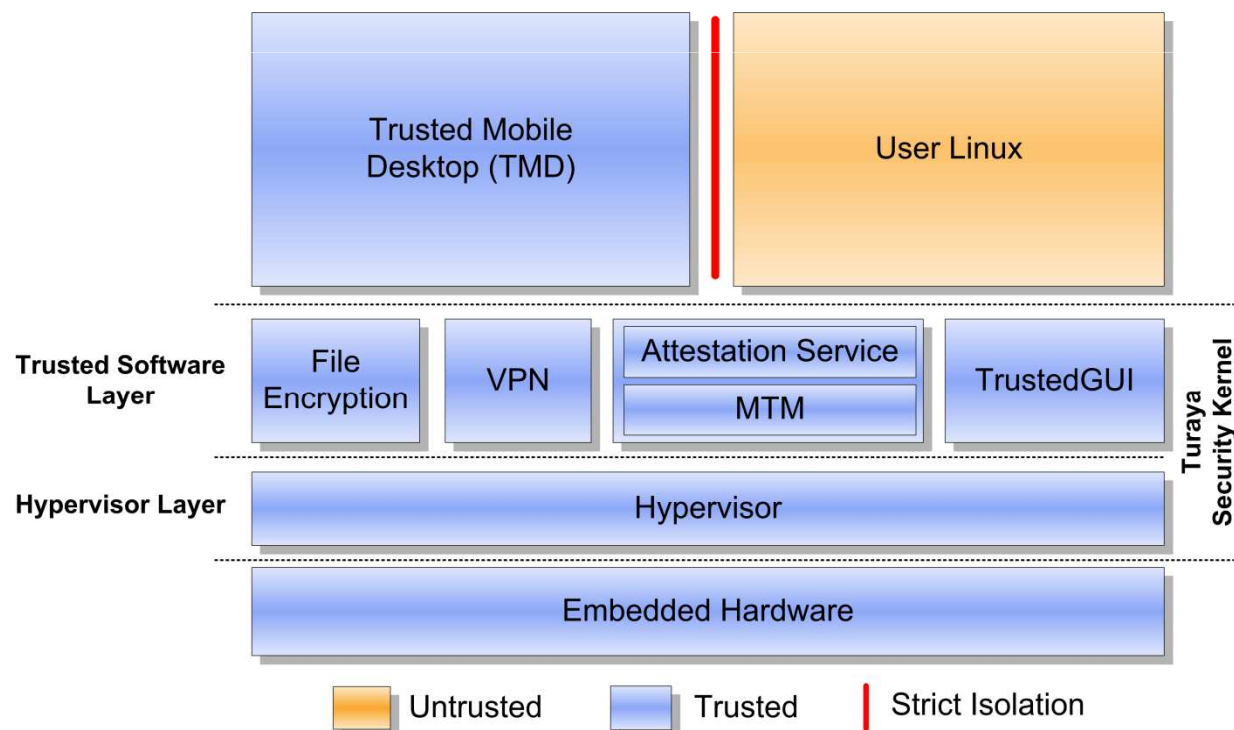 Trusted Mobile
Desktop (TMD)
User Linux
Trusted Software
Layer
File
Encryption
VPN
Attestation Service
MTM
TrustedGUI
Turaya
Security Kernel
Hypervisor Layer
Hypervisor
Embedded Hardware
Untrusted
Trusted
Strict Isolation